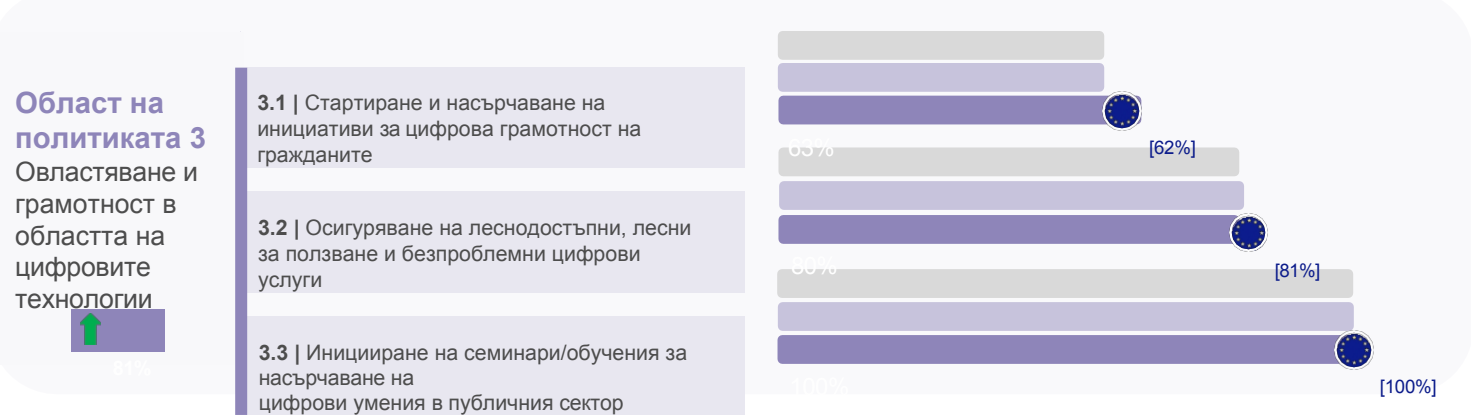 Област на
политиката 3
Овластяване и
грамотност в
областта на
цифровите
технологии
81%
3.1 | Стартиране и насърчаване на
инициативи за цифрова грамотност на
гражданите
63%
[62%]
3.2 | Осигуряване на леснодостъпни, лесни
за ползване и безпроблемни цифрови
услуги
80%
[81%]
3.3 | Иницииране на семинари/обучения за
насърчаване на
цифрови умения в публичния сектор
100%
[100%]